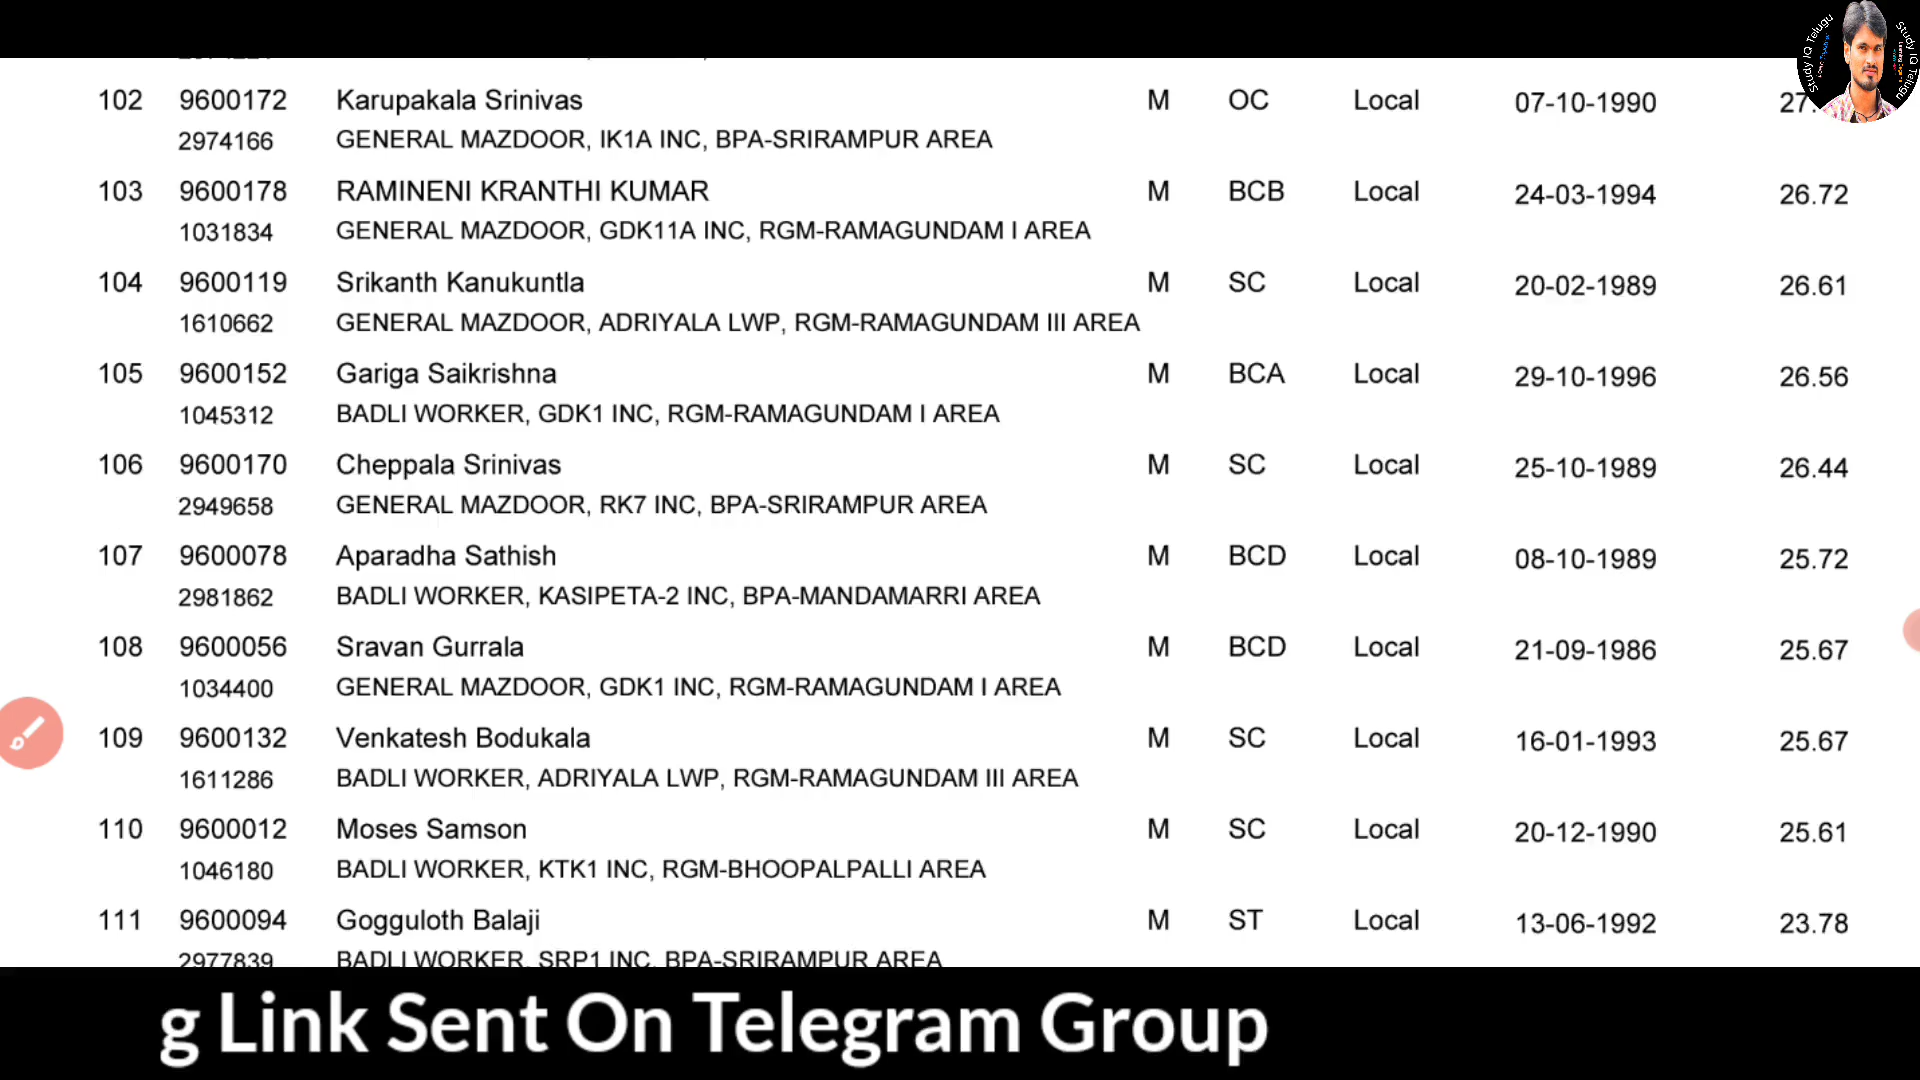 102 9600172 Karupakala Srinivas M OC Local 07-10-1990 27.
2974166 GENERAL MAZDOOR, IK1A INC, BPA-SRIRAMPUR AREA
103 9600178 RAMINENI KRANTHI KUMAR M BCB Local 24-03-1994 26.72
1031834 GENERAL MAZDOOR, GDK11A INC, RGM-RAMAGUNDAM I AREA
104 9600119 Srikanth Kanukuntla M SC Local 20-02-1989 26.61
1610662 GENERAL MAZDOOR, ADRIYALA LWP, RGM-RAMAGUNDAM III AREA
105 9600152 Gariga Saikrishna M BCA Local 29-10-1996 26.56
1045312 BADLI WORKER, GDK1 INC, RGM-RAMAGUNDAM I AREA
106 9600170 Cheppala Srinivas M SC Local 25-10-1989 26.44
2949658 GENERAL MAZDOOR, RK7 INC, BPA-SRIRAMPUR AREA
107 9600078 Aparadha Sathish M BCD Local 08-10-1989 25.72
2981862 BADLI WORKER, KASIPETA-2 INC, BPA-MANDAMARRI AREA
108 9600056 Sravan Gurrala M BCD Local 21-09-1986 25.67
1034400 GENERAL MAZDOOR, GDK1 INC, RGM-RAMAGUNDAM I AREA
109 9600132 Venkatesh Bodukala M SC Local 16-01-1993 25.67
1611286 BADLI WORKER, ADRIYALA LWP, RGM-RAMAGUNDAM III AREA
110 9600012 Moses Samson M SC Local 20-12-1990 25.61
1046180 BADLI WORKER, KTK1 INC, RGM-BHOOPALPALLI AREA
111 9600094 Gogguloth Balaji M ST Local 13-06-1992 23.78
2977839 BADLI WORKER, SRP1 INC, BPA-SRIRAMPUR AREA
g Link Sent On Telegram Group
Study IQ Telugu
Study IQ Telugu